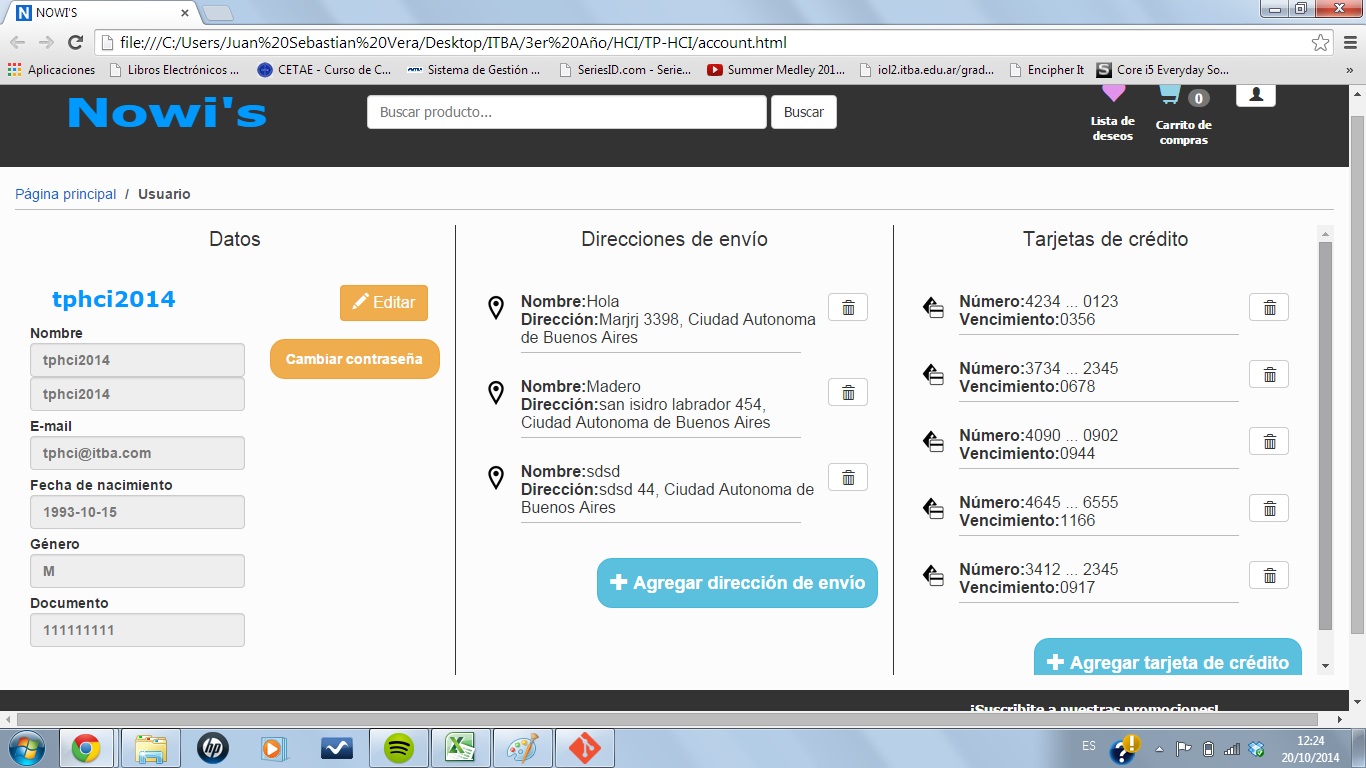 NOWI'S
file:///C:/Users/Juan%20Sebastian%20Vera/Desktop/ITBA/3er%20Año/HCI/TP-HCI/account.html
Aplicaciones Libros Electrónicos ... CETAE - Curso de C... Sistema de Gestión ... SeriesID.com - Serie... Summer Medley 201... iol2.itba.edu.ar/grad... Encipher It Core i5 Everyday So... »
Nowi's
Buscar producto...
Buscar
Lista de
deseos
0
Carrito de
compras
Página principal / Usuario
Datos
tphci2014
Editar
Nombre
tphci2014
Cambiar contraseña
tphci2014
E-mail
tphci@itba.com
Fecha de nacimiento
1993-10-15
Género
M
Documento
111111111
Direcciones de envío
Nombre:Hola
Dirección:Marjrj 3398, Ciudad Autonoma
de Buenos Aires
Nombre:Madero
Dirección:san isidro labrador 454,
Ciudad Autonoma de Buenos Aires
Nombre:sdsd
Dirección:sdsd 44, Ciudad Autonoma de
Buenos Aires
Agregar dirección de envío
Tarjetas de crédito
Número:4234 ... 0123
Vencimiento:0356
Número:3734 ... 2345
Vencimiento:0678
Número:4090 ... 0902
Vencimiento:0944
Número:4645 ... 6555
Vencimiento:1166
Número:3412 ... 2345
Vencimiento:0917
Agregar tarjeta de crédito
¡Suscribite a nuestras promociones!
hp
ES
12:24
20/10/2014